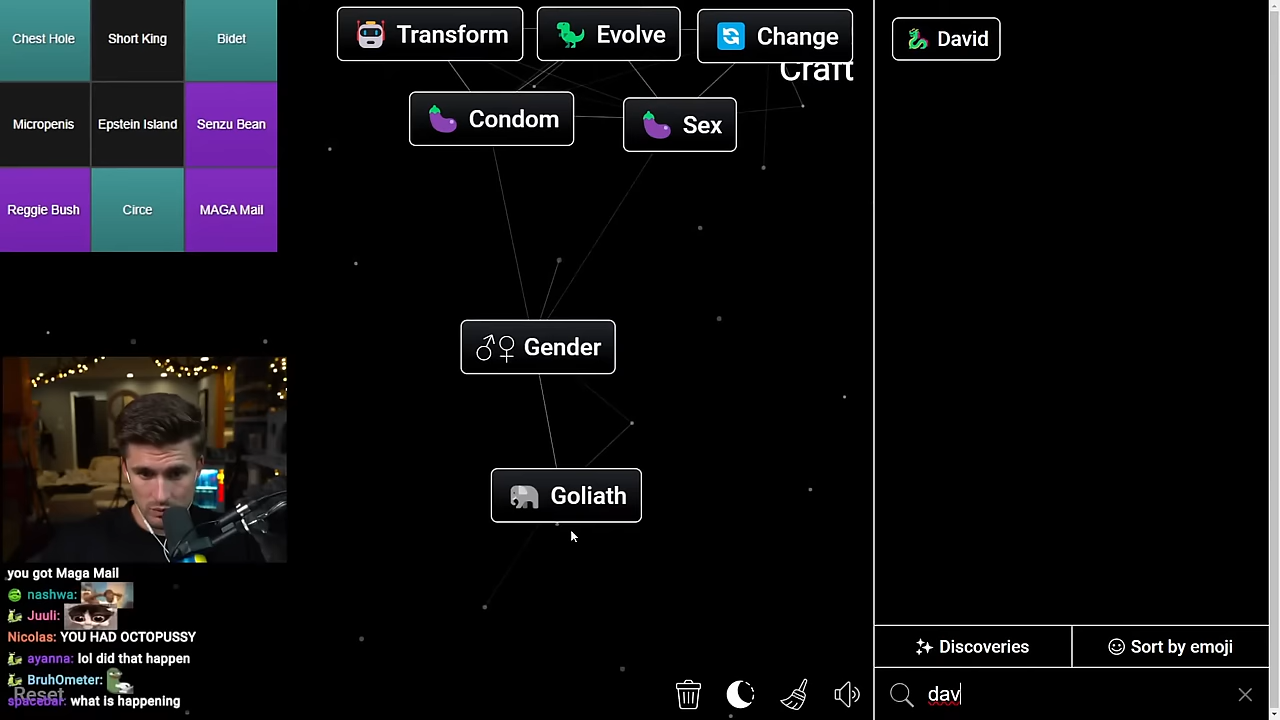 Chest Hole
Short King
Bidet
Micropenis
Epstein Island
Senzu Bean
Reggie Bush
Circe
MAGA Mail
Transform
Evolve
Change
Craft
Condom
Sex
Gender
Goliath
David
you got Maga Mail
nashwa:
Juuli:
Nicolas: YOU HAD OCTOPUSSY
ayanna: lol did that happen
BruhOmeter:
Reset
spacebar: what is happening
Discoveries
Sort by emoji
dav